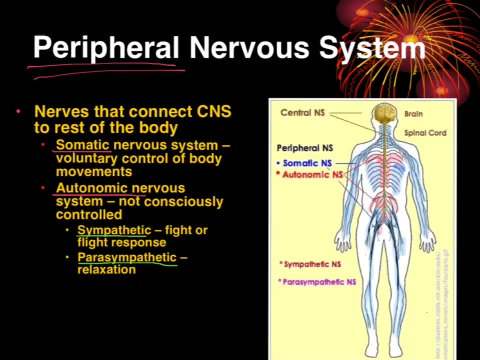 Peripheral Nervous System
• Nerves that connect CNS
to rest of the body
• Somatic nervous system –
voluntary control of body
movements
• Autonomic nervous
system – not consciously
controlled
• Sympathetic – fight or
flight response
• Parasympathetic –
relaxation
Central NS
Brain
Spinal Cord
Peripheral NS
• Somatic NS
* Autonomic NS
* Sympathetic NS
* Parasympathetic NS